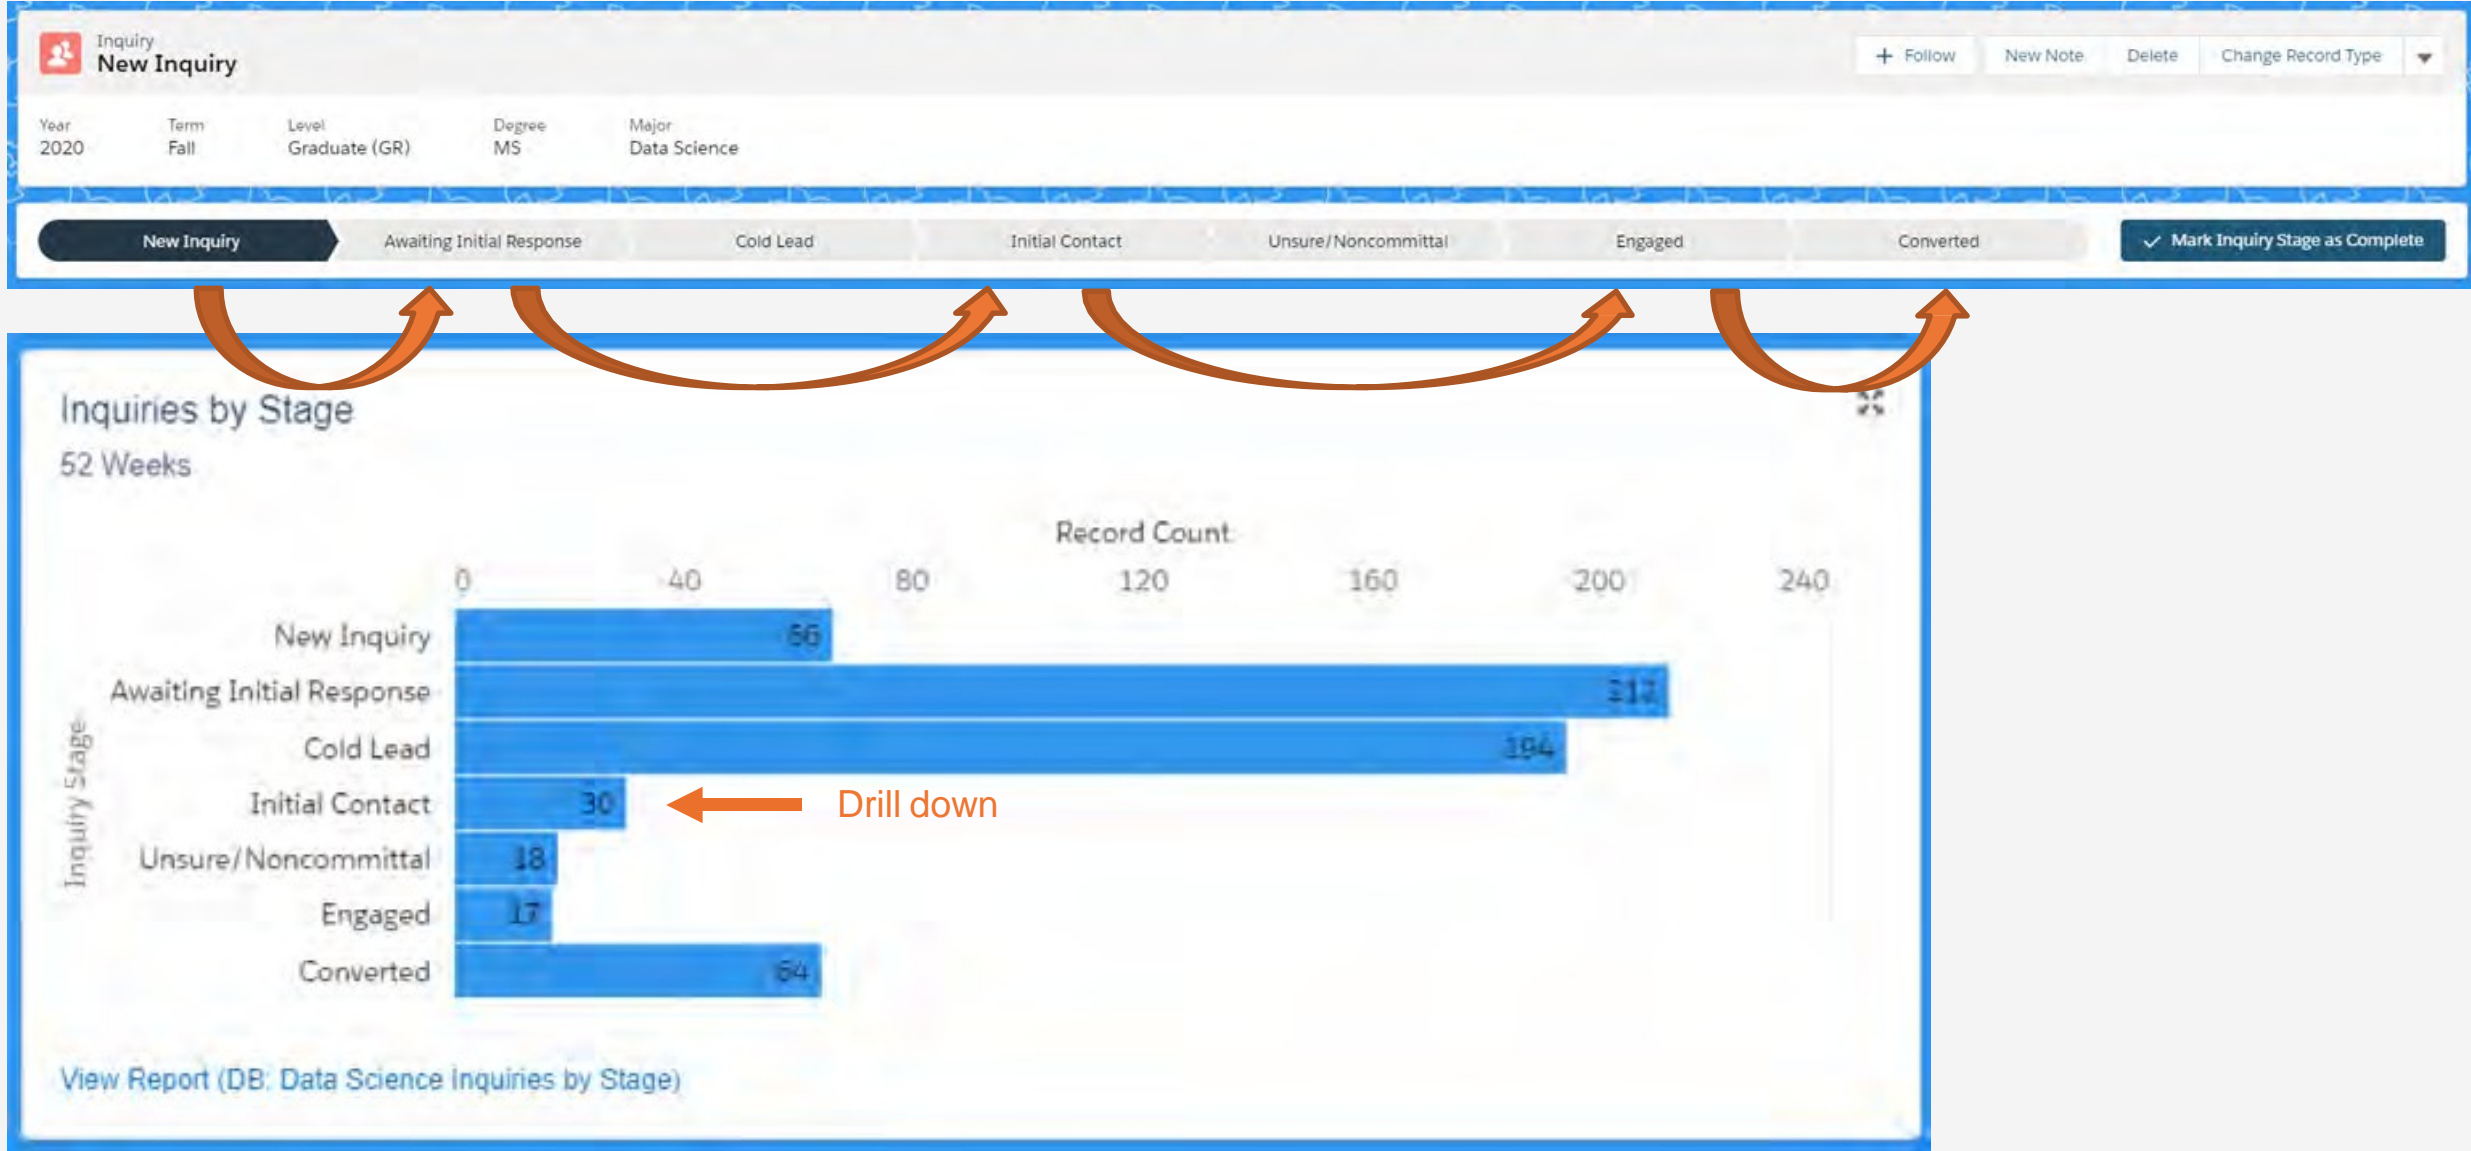 Inquiry
New Inquiry
+ Follow New Note Delete Change Record Type
Year Term Level Degree Major
2020 Fall Graduate (GR) MS Data Science
New Inquiry Awaiting Initial Response Cold Lead Initial Contact Unsure/Noncommittal Engaged Converted ✓ Mark Inquiry Stage as Complete
Inquiries by Stage
52 Weeks
Record Count
0 40 80 120 160 200 240
Inquiry Stage
New Inquiry 66
Awaiting Initial Response 212
Cold Lead 194
Initial Contact 30
Drill down
Unsure/Noncommittal 18
Engaged 17
Converted 64
View Report (DB: Data Science Inquiries by Stage)